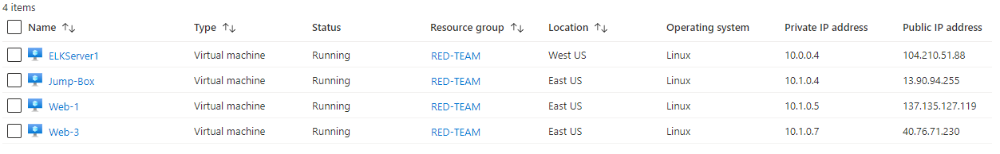 4 items
Name Type Status Resource group Location Operating system Private IP address Public IP address
ELKServer1 Virtual machine Running RED-TEAM West US Linux 10.0.0.4 104.210.51.88
Jump-Box Virtual machine Running RED-TEAM East US Linux 10.1.0.4 13.90.94.255
Web-1 Virtual machine Running RED-TEAM East US Linux 10.1.0.5 137.135.127.119
Web-3 Virtual machine Running RED-TEAM East US Linux 10.1.0.7 40.76.71.230